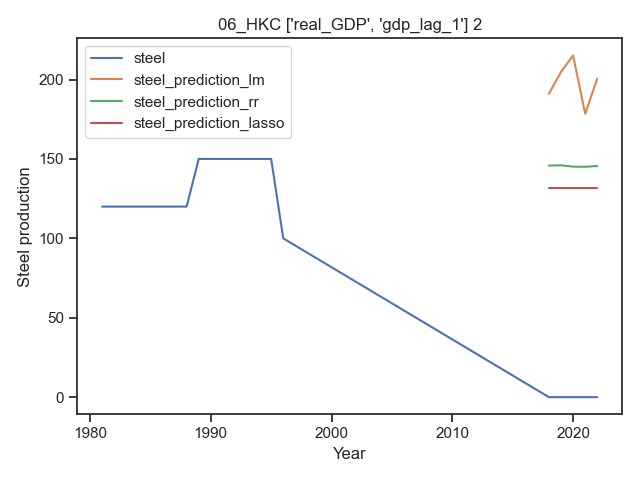 06_HKC ['real_GDP', 'gdp_lag_1'] 2
steel
steel_prediction_lm
steel_prediction_rr
steel_prediction_lasso
200
150
100
50
0
Steel production
1980
1990
2000
2010
2020
Year